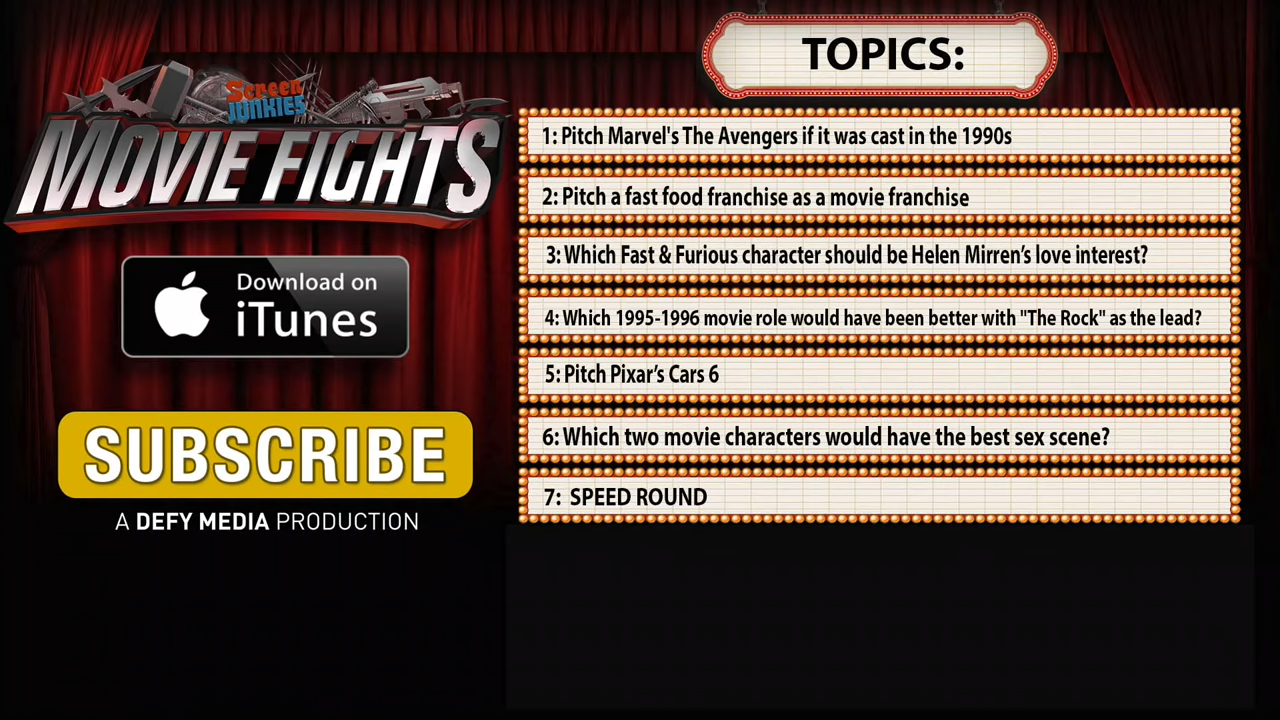 Screen
JUNKIES
MOVIE FIGHTS
Download on
iTunes
SUBSCRIBE
A DEFY MEDIA PRODUCTION
TOPICS:
1: Pitch Marvel's The Avengers if it was cast in the 1990s
2: Pitch a fast food franchise as a movie franchise
3: Which Fast & Furious character should be Helen Mirren's love interest?
4: Which 1995-1996 movie role would have been better with "The Rock" as the lead?
5: Pitch Pixar's Cars 6
6: Which two movie characters would have the best sex scene?
7: SPEED ROUND